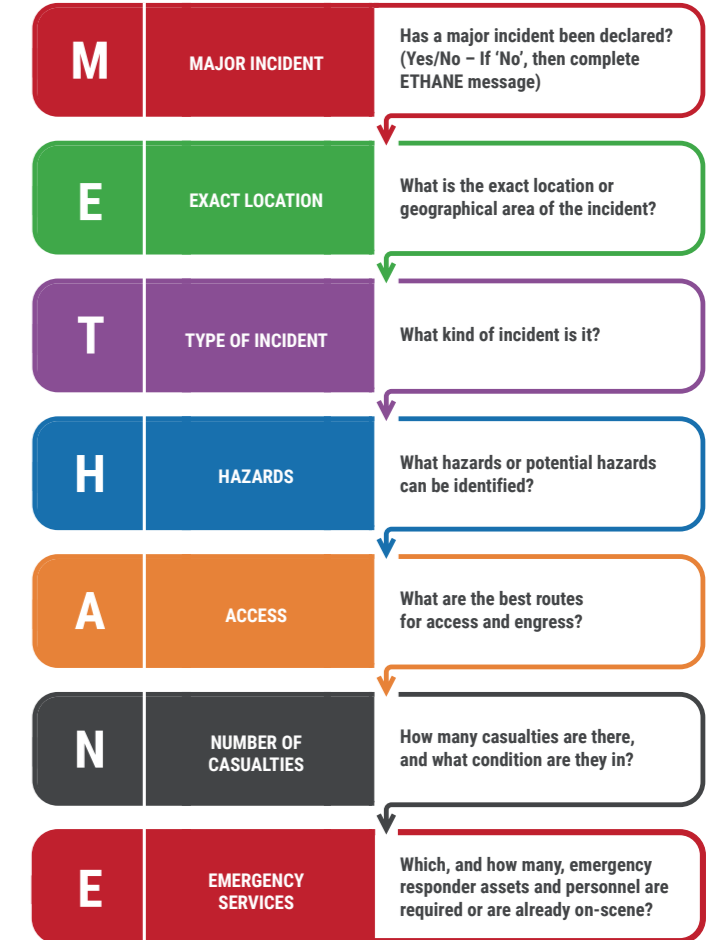 M
MAJOR INCIDENT
Has a major incident been declared?
(Yes/No – If ‘No’, then complete
ETHANE message)
E
EXACT LOCATION
What is the exact location or
geographical area of the incident?
T
TYPE OF INCIDENT
What kind of incident is it?
H
HAZARDS
What hazards or potential hazards
can be identified?
A
ACCESS
What are the best routes
for access and engress?
N
NUMBER OF
CASUALTIES
How many casualties are there,
and what condition are they in?
E
EMERGENCY
SERVICES
Which, and how many, emergency
responder assets and personnel are
required or are already on-scene?